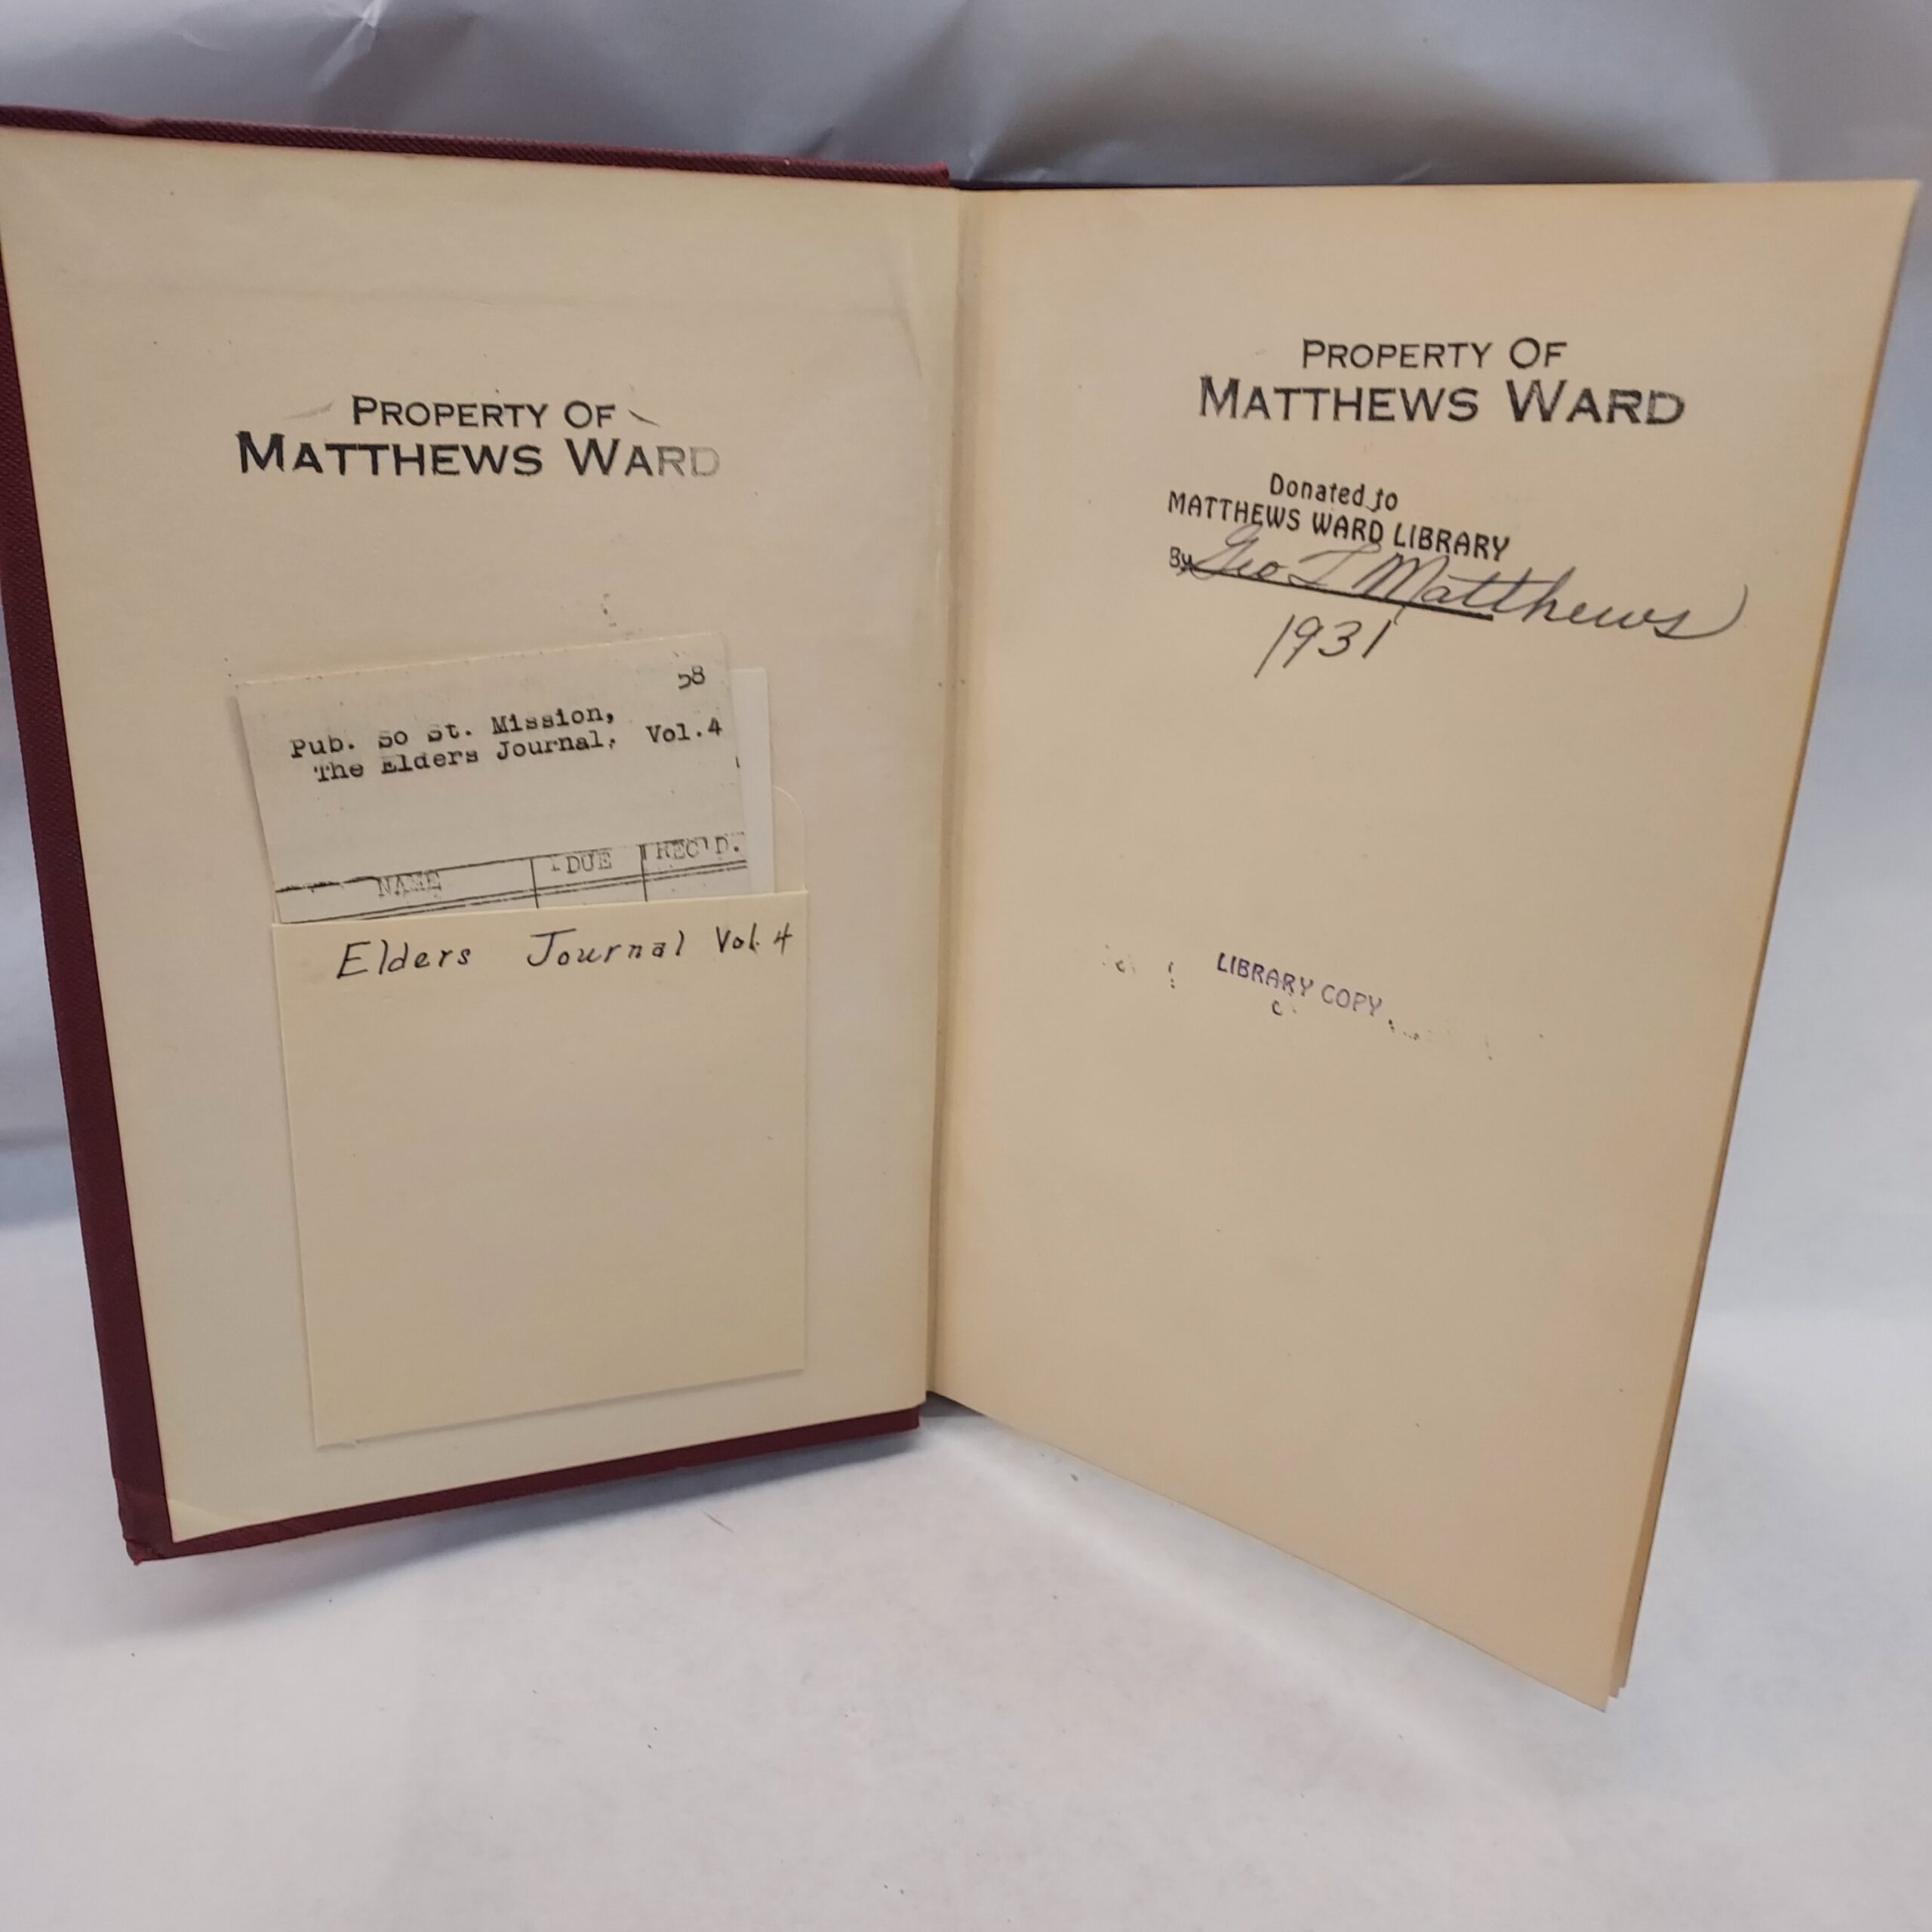 PROPERTY OF
MATTHEWS WARD
58
Pub. So St. Mission,
The Elders Journal, Vol.4
NAME DUE REC'D.
Elders Journal Vol. 4
PROPERTY OF
MATTHEWS WARD
Donated to
MATTHEWS WARD LIBRARY
By Geo L Matthews
1931
LIBRARY COPY